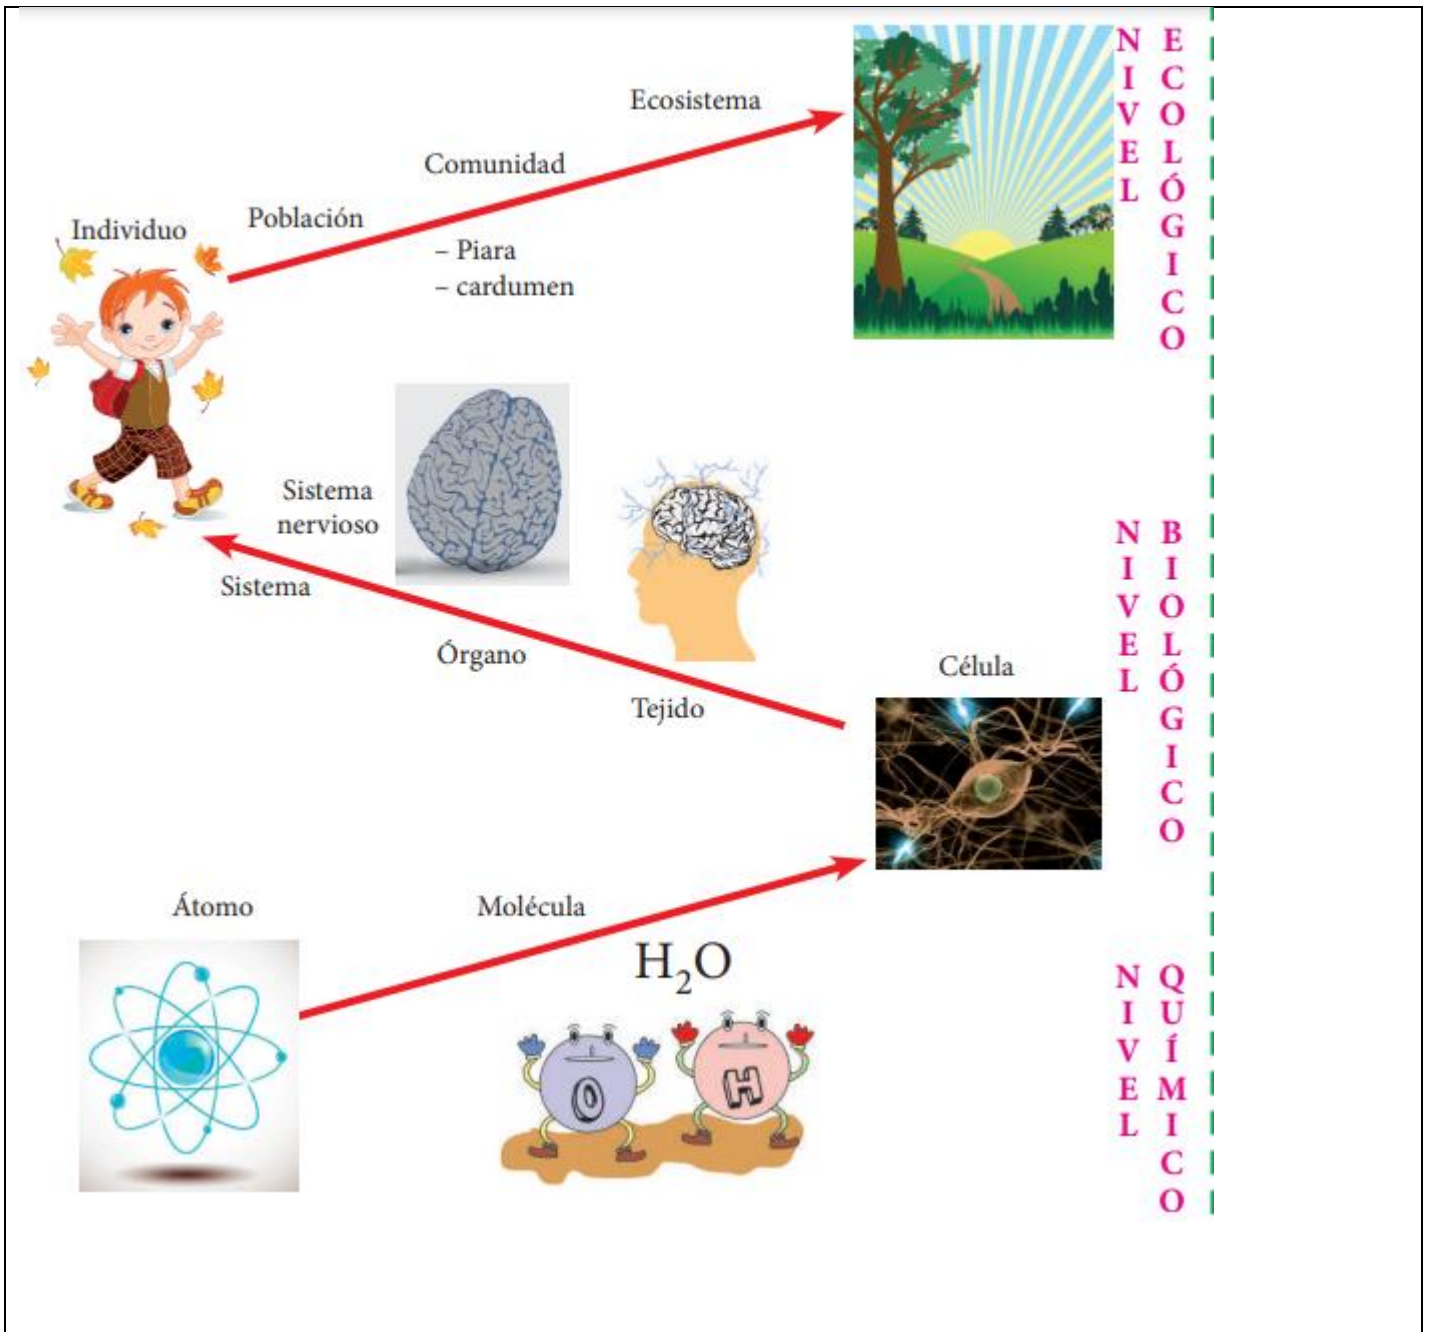 Ecosistema
Comunidad
Población
Individuo
– Piara
– cardumen
NIVEL
ECOLÓGICO
Sistema
nervioso
Sistema
Órgano
Tejido
Célula
NIVEL
BIOLÓGICO
Átomo
Molécula
H₂O
O
H
NIVEL
QUÍMICO